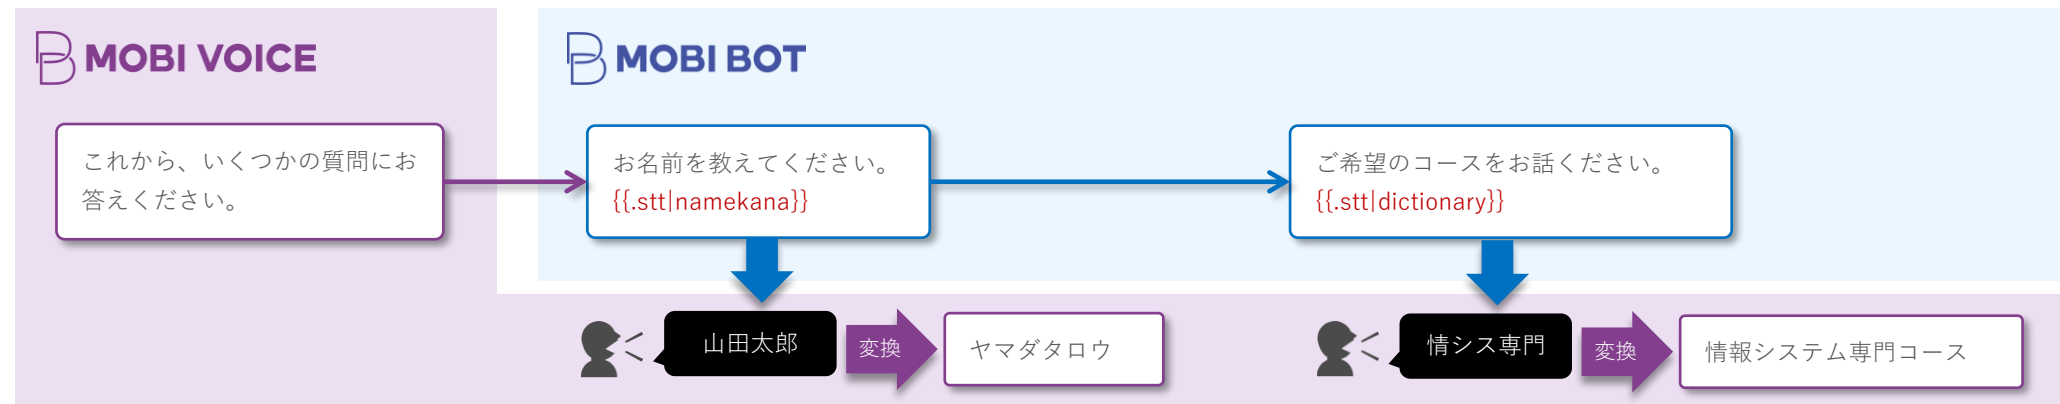 MOBI VOICE
MOBI BOT
これから、いくつかの質問にお
答えください。
お名前を教えてください。
{{.stt|namekana}}
ご希望のコースをお話ください。
{{.stt|dictionary}}
山田太郎
変換
ヤマダタロウ
情シス専門
変換
情報システム専門コース